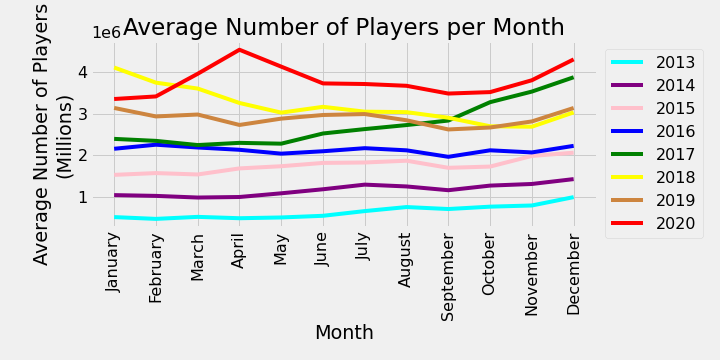 Average Number of Players per Month
1e6
Average Number of Players
(Millions)
4
3
2
1
January
February
March
April
May
June
July
August
September
October
November
December
Month
2013
2014
2015
2016
2017
2018
2019
2020